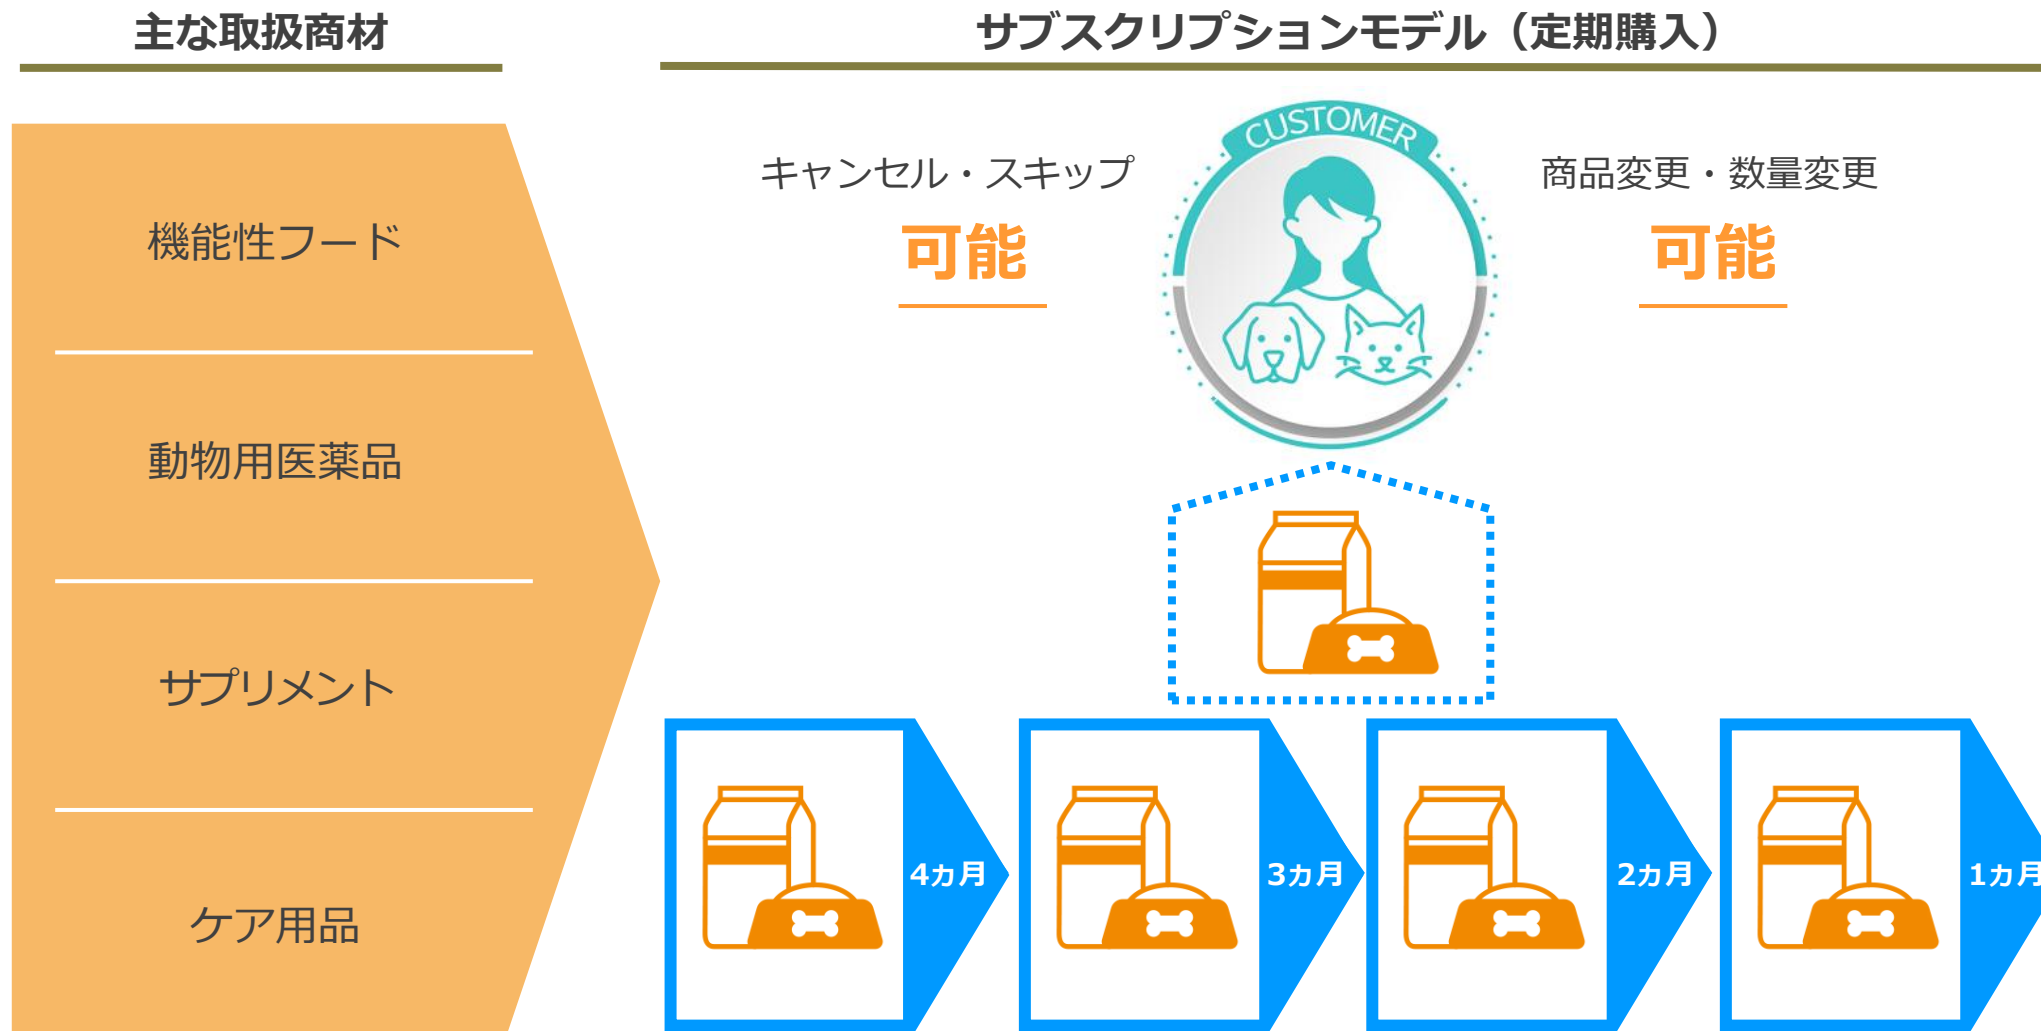 主な取扱商材
サブスクリプションモデル（定期購入）
機能性フード
動物用医薬品
サプリメント
ケア用品
キャンセル・スキップ
可能
CUSTOMER
商品変更・数量変更
可能
4カ月
3カ月
2カ月
1カ月